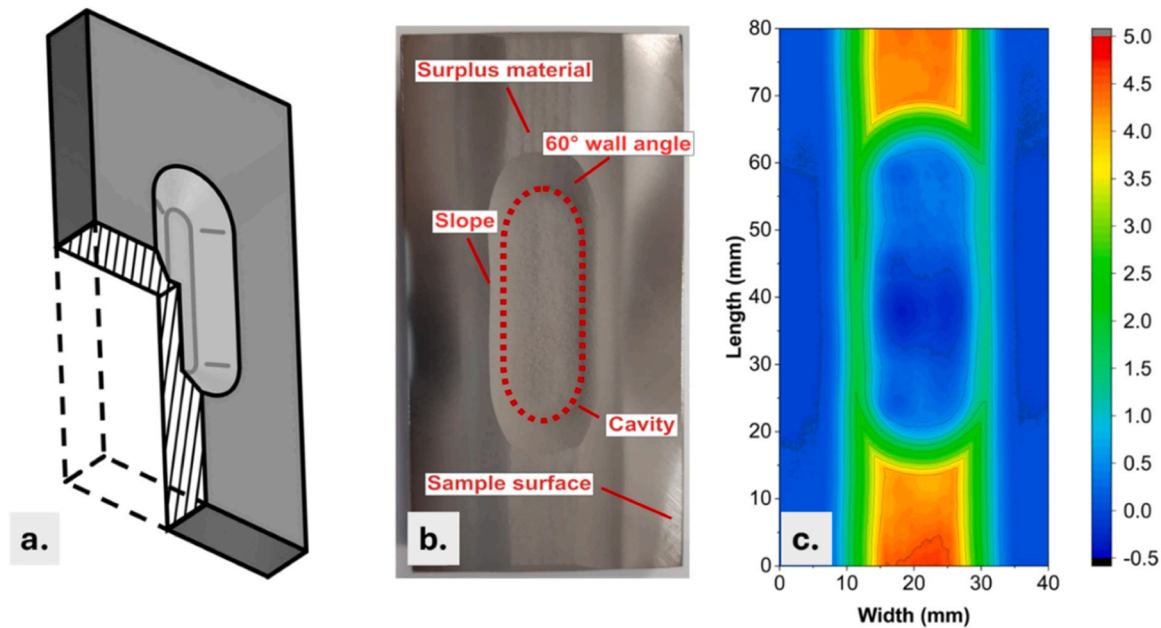 a.
Surplus material
60° wall angle
Slope
Cavity
Sample surface
b.
Length (mm)
80
70
60
50
40
30
20
10
0
c.
0
10
20
30
40
Width (mm)
5.0
4.5
4.0
3.5
3.0
2.5
2.0
1.5
1.0
0.5
0.0
-0.5